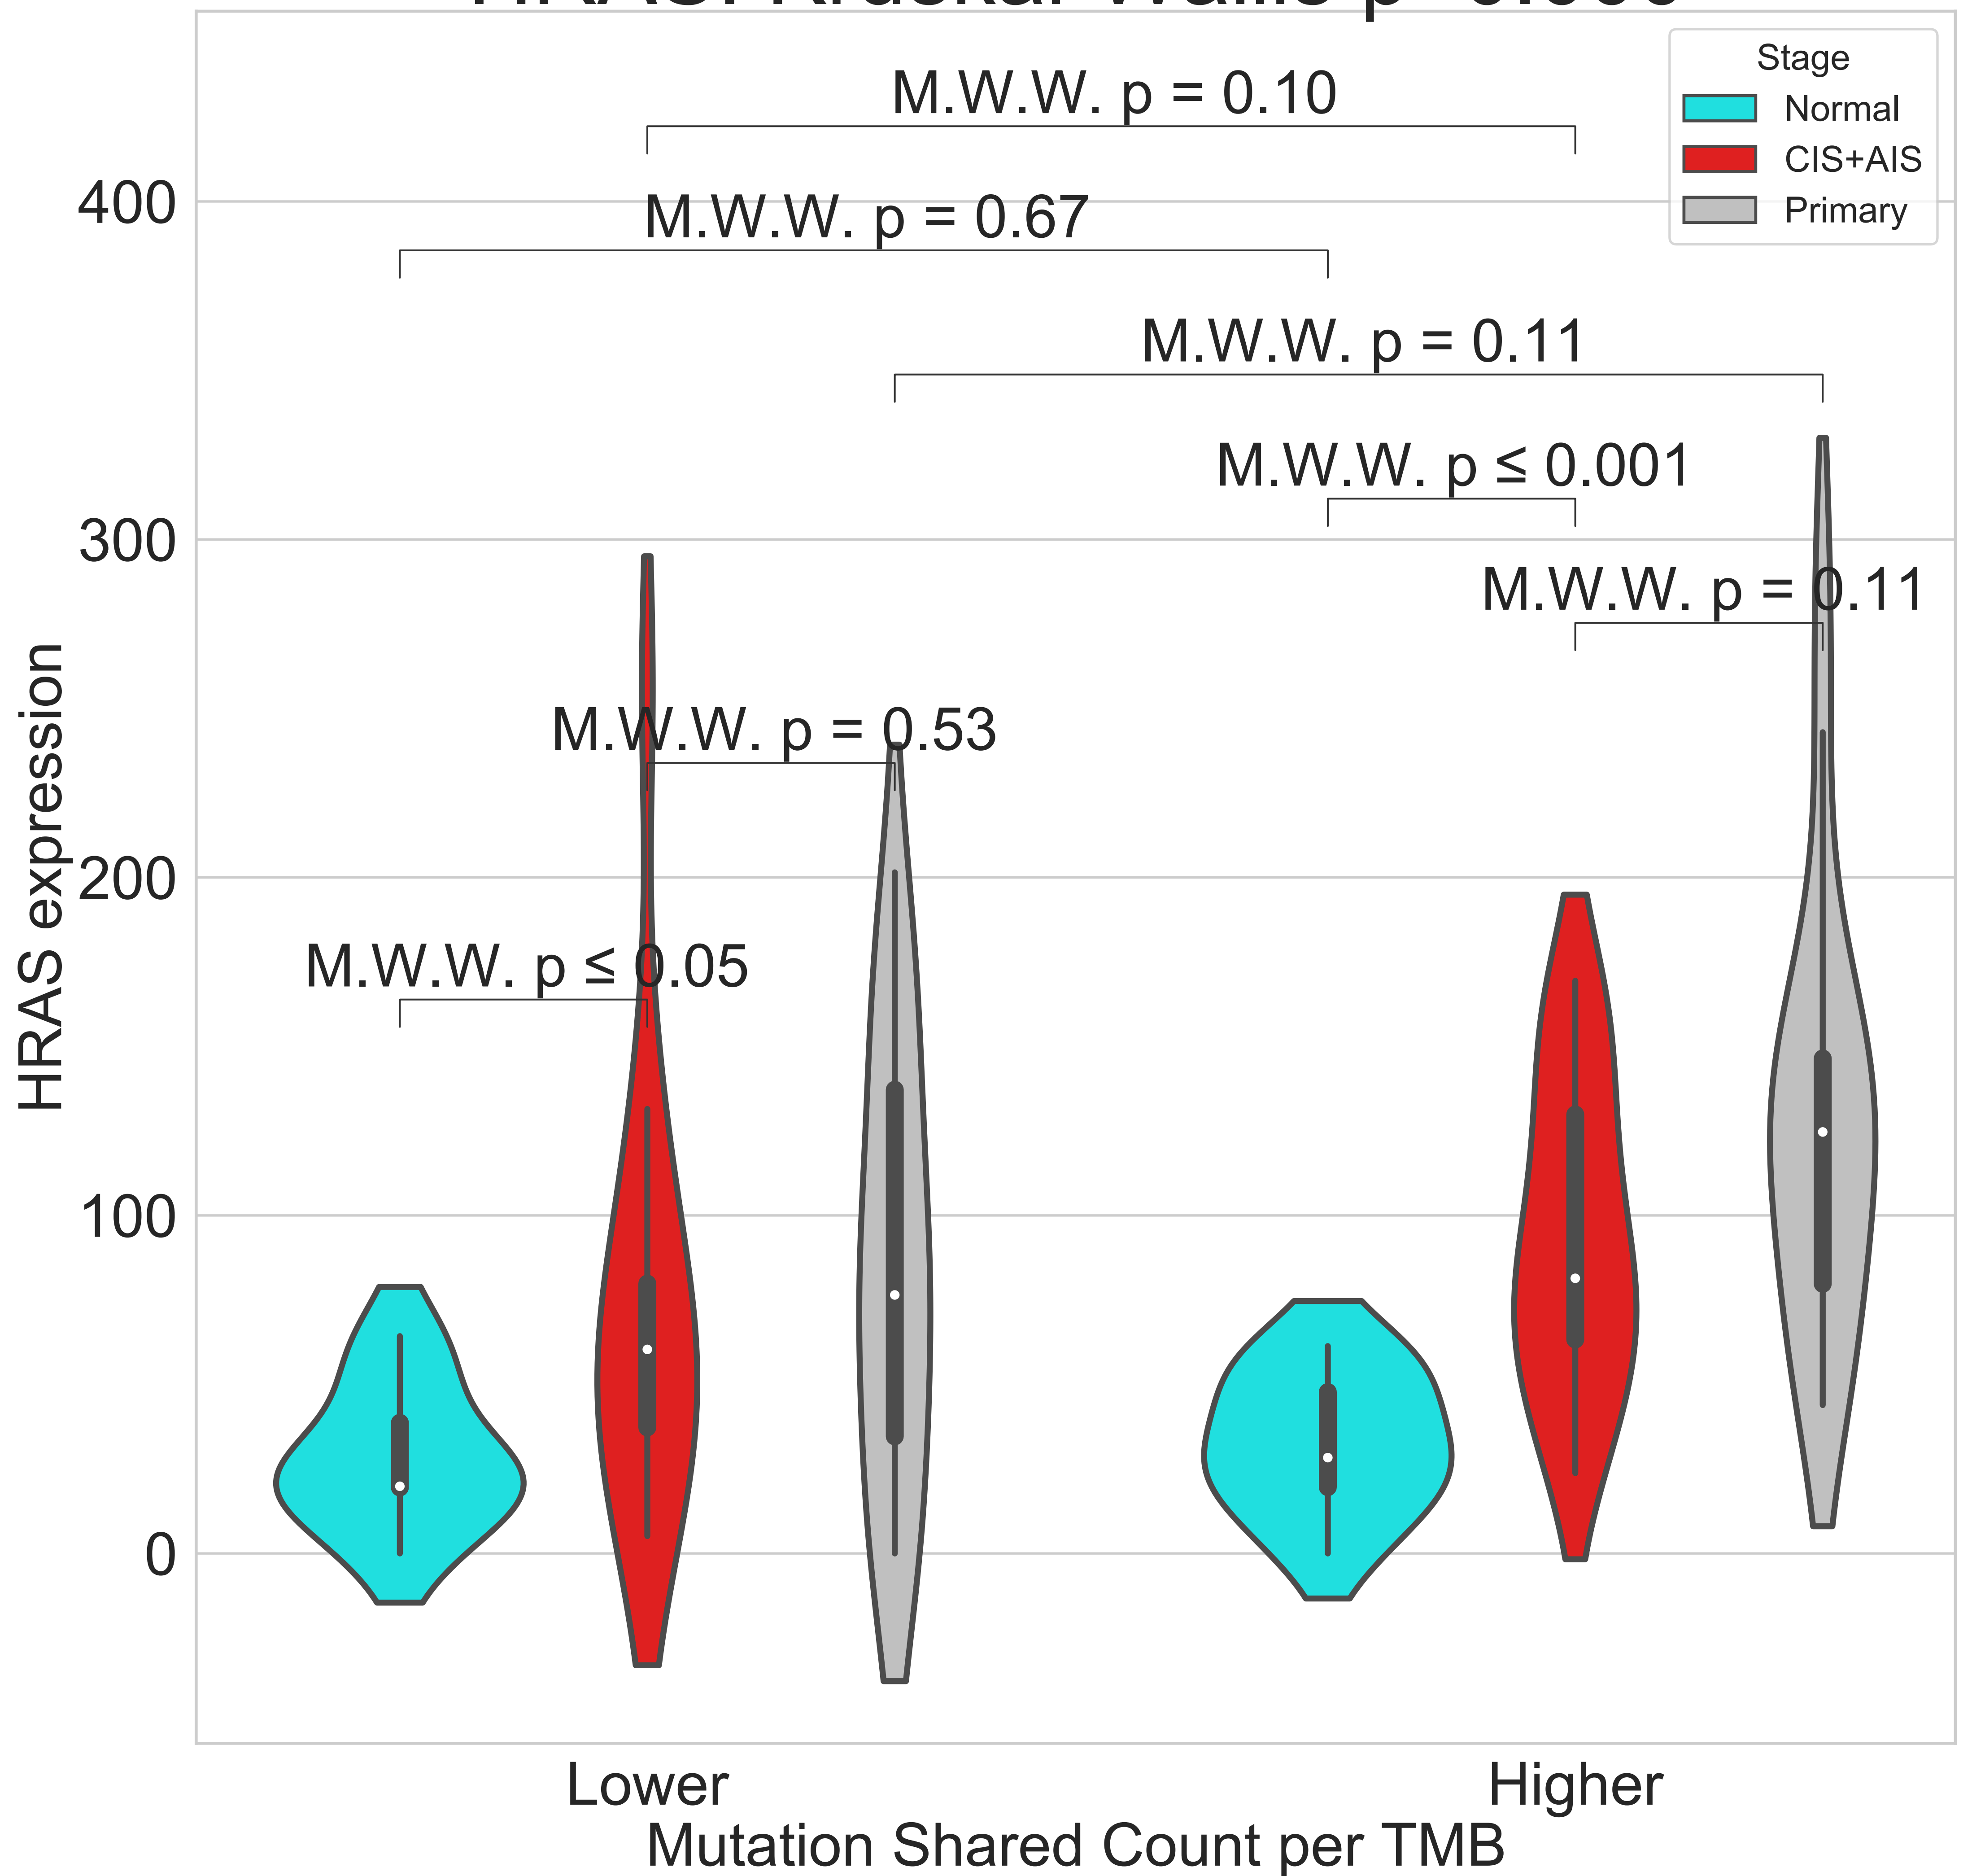 Stage
Normal
CIS+AIS
Primary
M.W.W. p = 0.10
M.W.W. p = 0.67
M.W.W. p = 0.11
M.W.W. p ≤ 0.001
M.W.W. p = 0.11
M.W.W. p = 0.53
M.W.W. p ≤ 0.05
400
300
200
100
0
HRAS expression
Lower
Higher
Mutation Shared Count per TMB